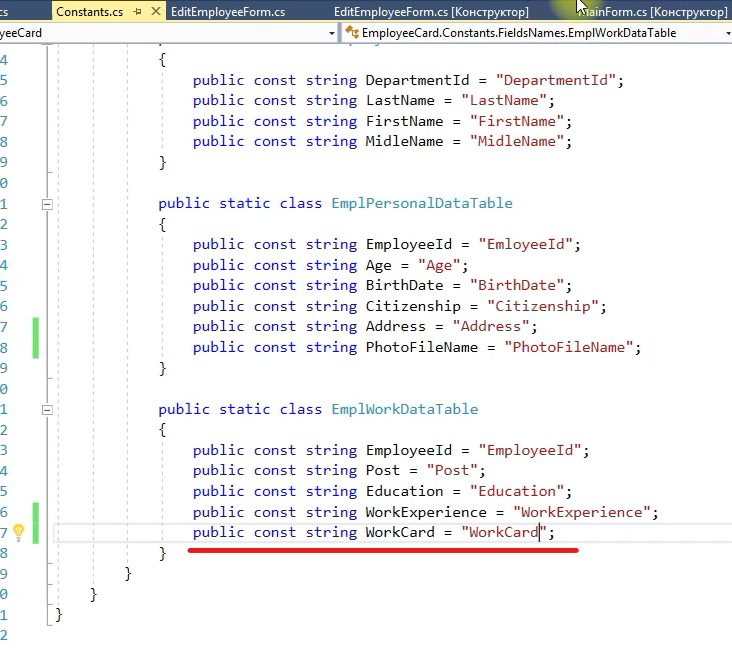 cs
Constants.cs
EditEmployeeForm.cs
EditEmployeeForm.cs [Конструктор]
MainForm.cs [Конструктор]
yeeCard
EmployeeCard.Constants.FieldsNames.EmplWorkDataTable
4 {
5 public const string DepartmentId = "DepartmentId";
6 public const string LastName = "LastName";
7 public const string FirstName = "FirstName";
8 public const string MidleName = "MidleName";
9 }
0
1 public static class EmplPersonalDataTable
2 {
3 public const string EmployeeId = "EmloyeeId";
4 public const string Age = "Age";
5 public const string BirthDate = "BirthDate";
6 public const string Citizenship = "Citizenship";
7 public const string Address = "Address";
8 public const string PhotoFileName = "PhotoFileName";
9 }
0
1 public static class EmplWorkDataTable
2 {
3 public const string EmployeeId = "EmployeeId";
4 public const string Post = "Post";
5 public const string Education = "Education";
6 public const string WorkExperience = "WorkExperience";
7 public const string WorkCard = "WorkCard";
8 }
9 }
0 }
1 }
2